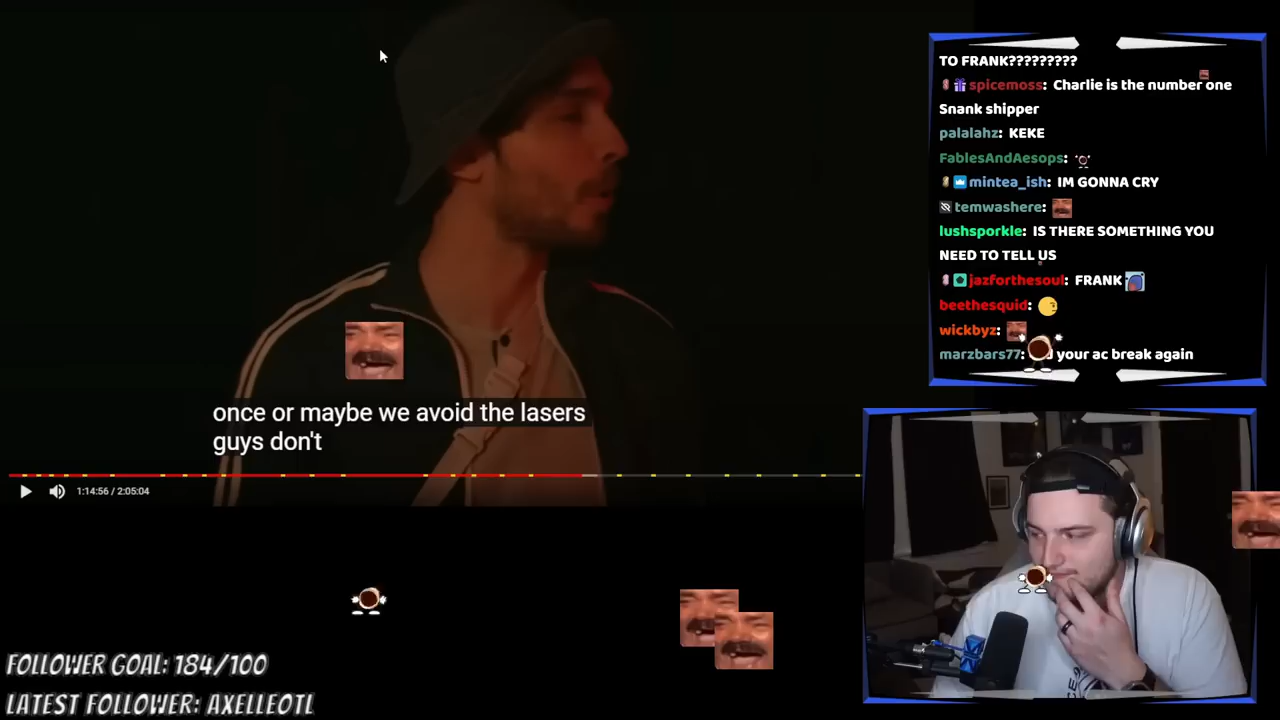 TO FRANK?????????
spicemoss: Charlie is the number one
Snank shipper
palalahz: KEKE
FablesAndAesops:
mintea_ish: IM GONNA CRY
temwashere:
lushsporkle: IS THERE SOMETHING YOU
NEED TO TELL US
jazforthesoul: FRANK
beethesquid:
wickbyz:
marzbars77: your ac break again
once or maybe we avoid the lasers
guys don't
1:14:56 / 2:05:04
FOLLOWER GOAL: 184/100
LATEST FOLLOWER: AXELLEOTL